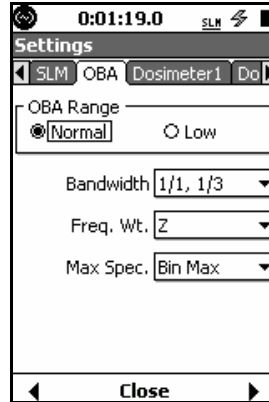 0:01:19.0 SLM
Settings
SLM OBA Dosimeter1 Do
OBA Range
Normal Low
Bandwidth 1/1, 1/3
Freq. Wt. Z
Max Spec. Bin Max
Close